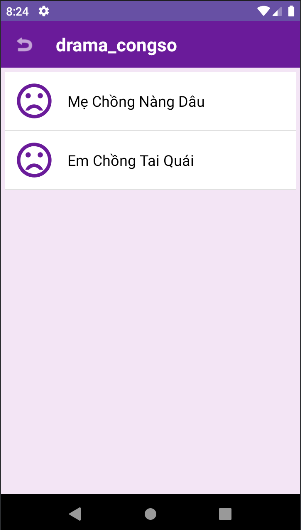 8:24
drama_congso
Mẹ Chồng Nàng Dâu
Em Chồng Tai Quái